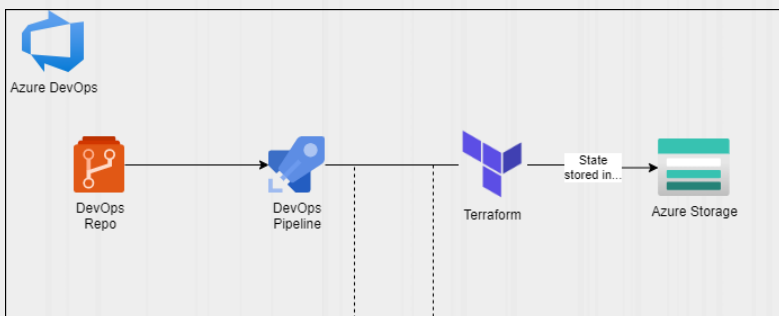 Azure DevOps
DevOps
Repo
DevOps
Pipeline
Terraform
State
stored in...
Azure Storage